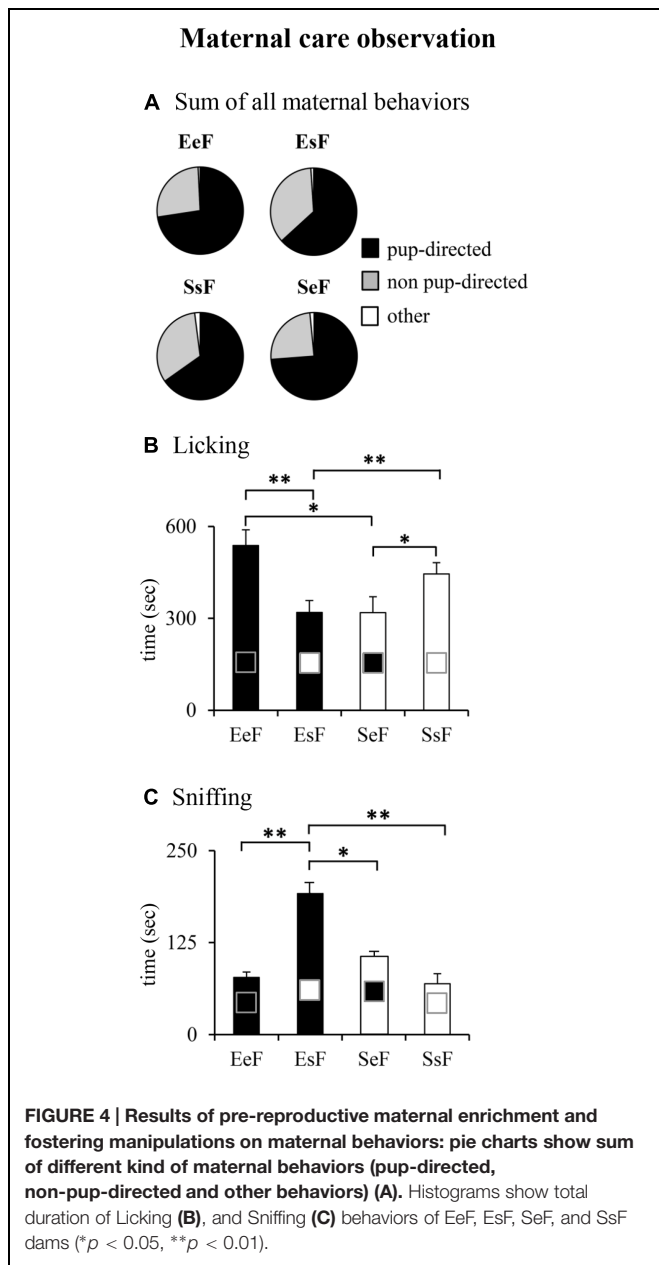 Maternal care observation
A Sum of all maternal behaviors
EeF EsF
pup-directed
non pup-directed
other
SsF SeF
B Licking
** **
*
*
600
300
0
time (sec)
EeF EsF SeF SsF
C Sniffing
** **
*
250
125
0
time (sec)
EeF EsF SeF SsF
FIGURE 4 | Results of pre-reproductive maternal enrichment and
fostering manipulations on maternal behaviors: pie charts show sum
of different kind of maternal behaviors (pup-directed,
non-pup-directed and other behaviors) (A). Histograms show total
duration of Licking (B), and Sniffing (C) behaviors of EeF, EsF, SeF, and SsF
dams (*p < 0.05, **p < 0.01).